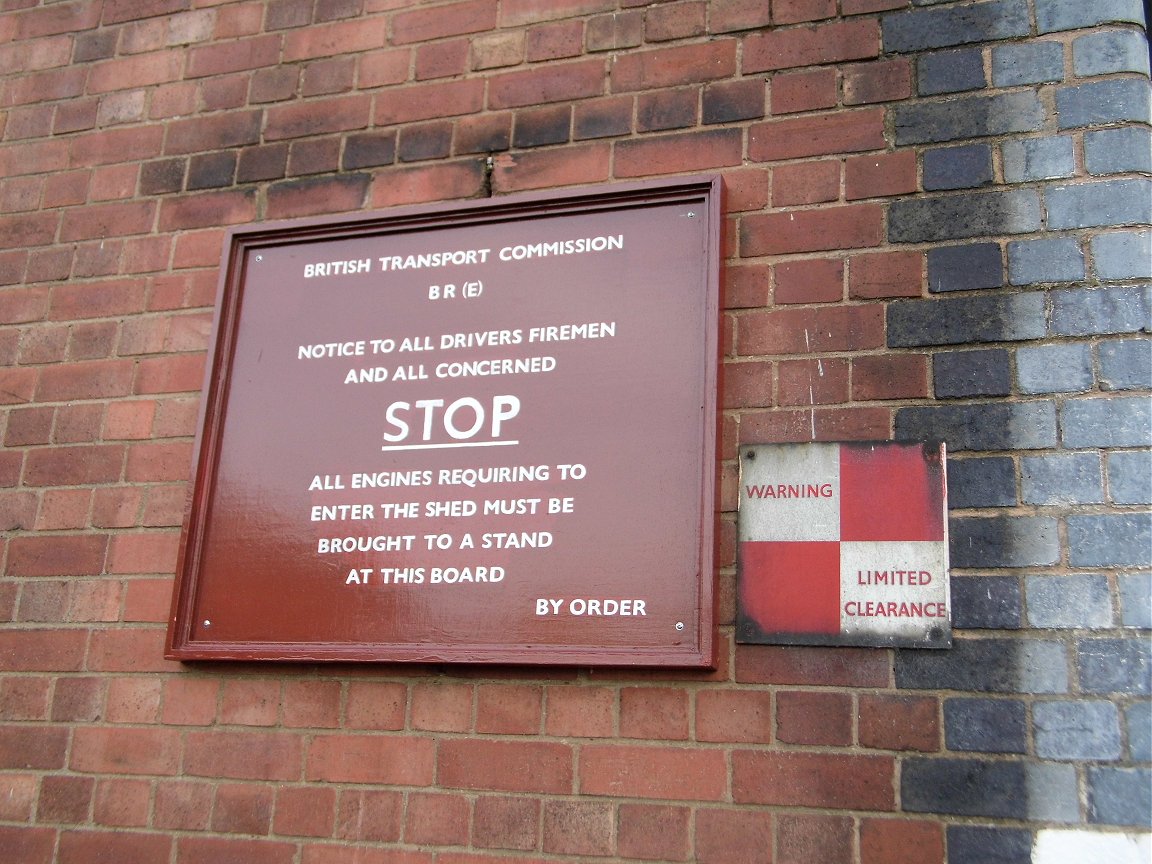 BRITISH TRANSPORT COMMISSION
BR (E)
NOTICE TO ALL DRIVERS FIREMEN
AND ALL CONCERNED
STOP
ALL ENGINES REQUIRING TO
ENTER THE SHED MUST BE
BROUGHT TO A STAND
AT THIS BOARD
BY ORDER
WARNING
LIMITED
CLEARANCE